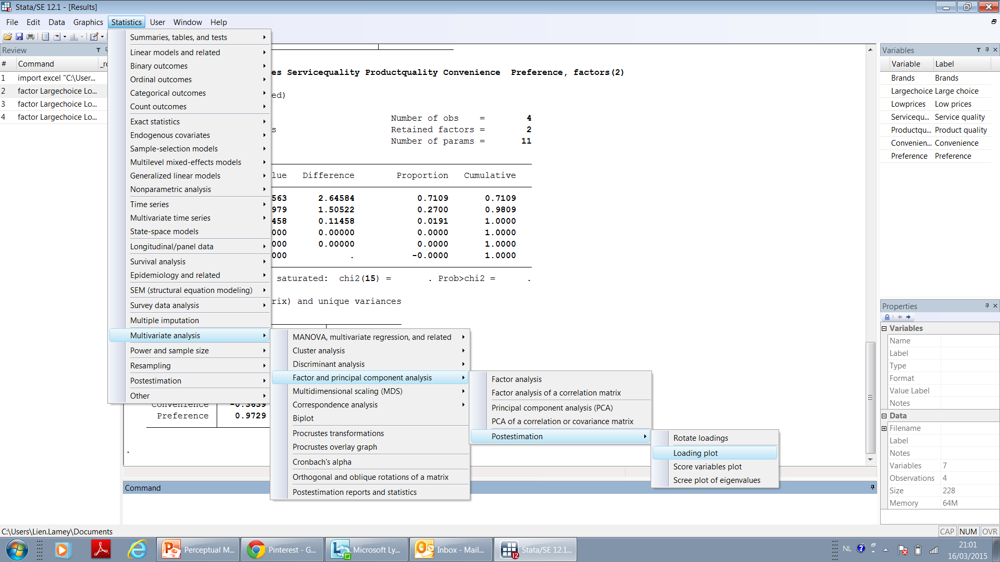 Stata/SE 12.1 - [Results]
File Edit Data Graphics Statistics User Window Help
Review
# Command _rc
1 import excel "C:\User...
2 factor Largechoice Lo...
3 factor Largechoice Lo...
4 factor Largechoice Lo...
Summaries, tables, and tests
Linear models and related
Binary outcomes
Ordinal outcomes
Categorical outcomes
Count outcomes
Exact statistics
Endogenous covariates
Sample-selection models
Multilevel mixed-effects models
Generalized linear models
Nonparametric analysis
Time series
Multivariate time series
State-space models
Longitudinal/panel data
Survival analysis
Epidemiology and related
SEM (structural equation modeling)
Survey data analysis
Multiple imputation
Multivariate analysis
Power and sample size
Resampling
Postestimation
Other
MANOVA, multivariate regression, and related
Cluster analysis
Discriminant analysis
Factor and principal component analysis
Multidimensional scaling (MDS)
Correspondence analysis
Biplot
Procrustes transformations
Procrustes overlay graph
Cronbach's alpha
Orthogonal and oblique rotations of a matrix
Postestimation reports and statistics
Factor analysis
Factor analysis of a correlation matrix
Principal component analysis (PCA)
PCA of a correlation or covariance matrix
Postestimation
Rotate loadings
Loading plot
Score variables plot
Scree plot of eigenvalues
es Servicequality Productquality Convenience Preference, factors(2)
ed)
Number of obs = 4
s Retained factors = 2
Number of params = 11
lue Difference Proportion Cumulative
563 2.64584 0.7109 0.7109
979 1.50522 0.2700 0.9809
458 0.11458 0.0191 1.0000
000 0.00000 0.0000 1.0000
000 0.00000 0.0000 1.0000
000 . -0.0000 1.0000
saturated: chi2(15) = . Prob>chi2 = .
rix) and unique variances
Convenience -0.3639
Preference 0.9729
.
Command
Variables
Variable Label
Brands Brands
Largechoice Large choice
Lowprices Low prices
Servicequ... Service quality
Productqu... Product quality
Convenien... Convenience
Preference Preference
Properties
Variables
Name
Label
Type
Format
Value Label
Notes
Data
Filename
Label
Notes
Variables 7
Observations 4
Size 228
Memory 64M
C:\Users\Lien.Lamey\Documents
CAP NUM OVR
Perceptual M...
Pinterest - G...
Microsoft Ly...
Inbox - Mail...
Stata/SE 12.1...
12
NL
21:01
16/03/2015